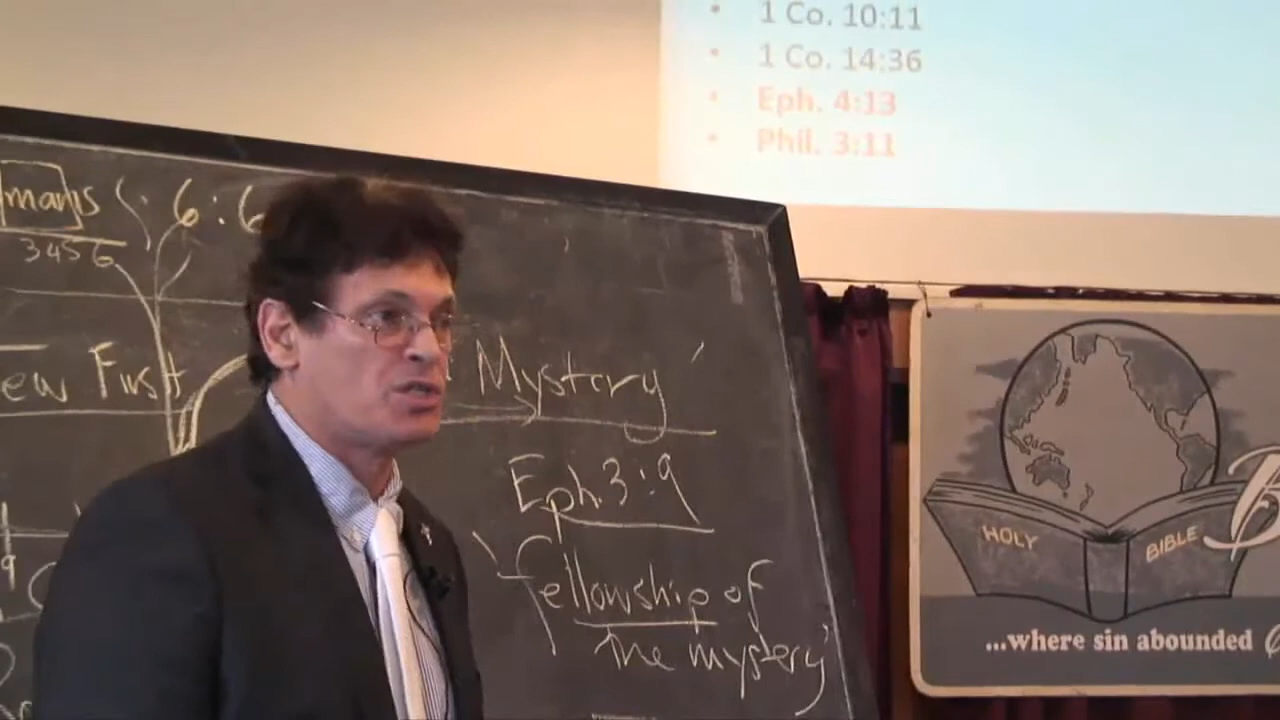 1 Co. 10:11
1 Co. 14:36
Eph. 4:13
Phil. 3:11
mans 6:6
3456
ew First
Mystery
Eph. 3:9
"Fellowship of
the mystery"
HOLY BIBLE
...where sin abounded